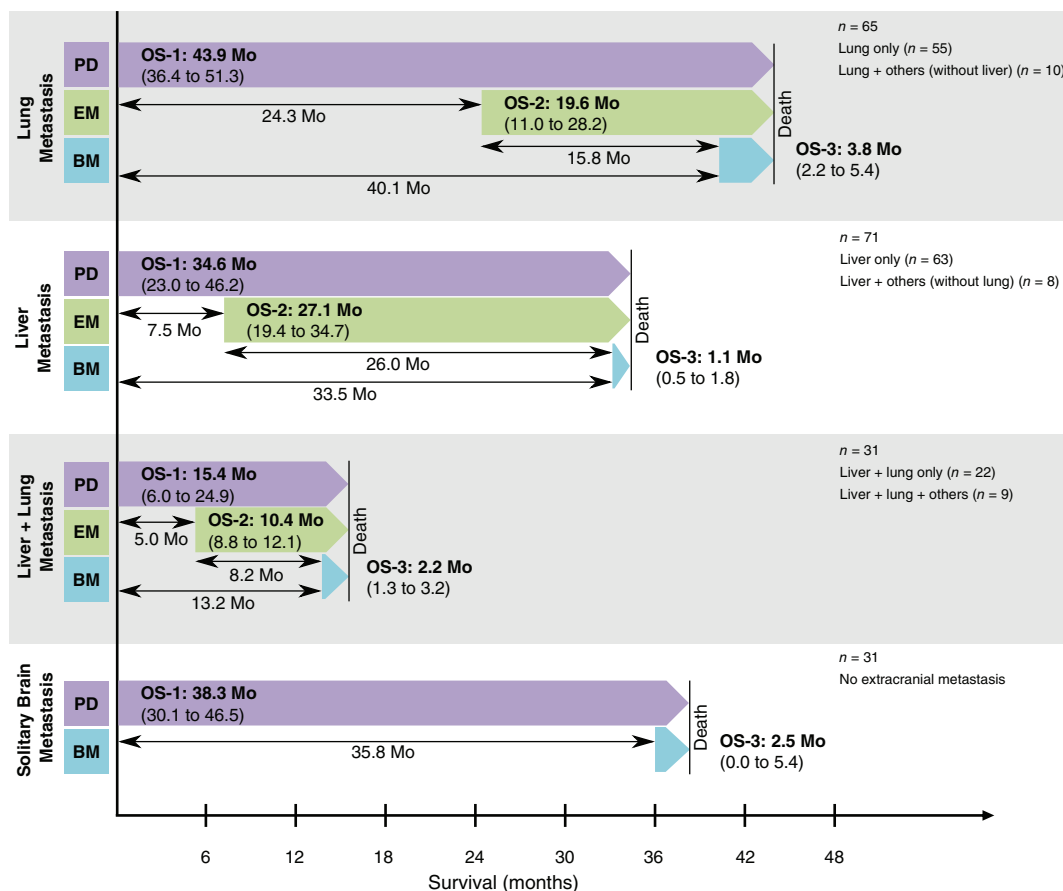 Lung
Metastasis
PD
EM
BM
OS-1: 43.9 Mo
(36.4 to 51.3)
24.3 Mo
OS-2: 19.6 Mo
(11.0 to 28.2)
15.8 Mo
40.1 Mo
Death
OS-3: 3.8 Mo
(2.2 to 5.4)
n = 65
Lung only (n = 55)
Lung + others (without liver) (n = 10)
Liver
Metastasis
PD
EM
BM
OS-1: 34.6 Mo
(23.0 to 46.2)
7.5 Mo
OS-2: 27.1 Mo
(19.4 to 34.7)
26.0 Mo
33.5 Mo
Death
OS-3: 1.1 Mo
(0.5 to 1.8)
n = 71
Liver only (n = 63)
Liver + others (without lung) (n = 8)
Liver + Lung
Metastasis
PD
EM
BM
OS-1: 15.4 Mo
(6.0 to 24.9)
5.0 Mo
OS-2: 10.4 Mo
(8.8 to 12.1)
8.2 Mo
13.2 Mo
Death
OS-3: 2.2 Mo
(1.3 to 3.2)
n = 31
Liver + lung only (n = 22)
Liver + lung + others (n = 9)
Solitary Brain
Metastasis
PD
BM
OS-1: 38.3 Mo
(30.1 to 46.5)
35.8 Mo
Death
OS-3: 2.5 Mo
(0.0 to 5.4)
n = 31
No extracranial metastasis
6 12 18 24 30 36 42 48
Survival (months)